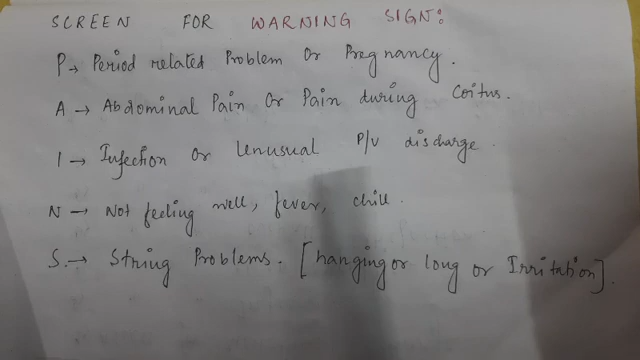 SCREEN FOR WARNING SIGN:
P → Period related Problem Or Pregnancy.
A → Abdominal Pain Or Pain during Coitus.
I → Infection or Unusual P/V discharge.
N → Not feeling well, fever, chill.
S. → String Problems. [hanging or long or Irritation].